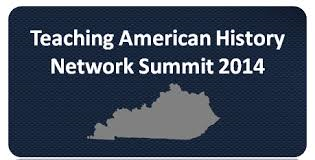 Teaching American History
Network Summit 2014